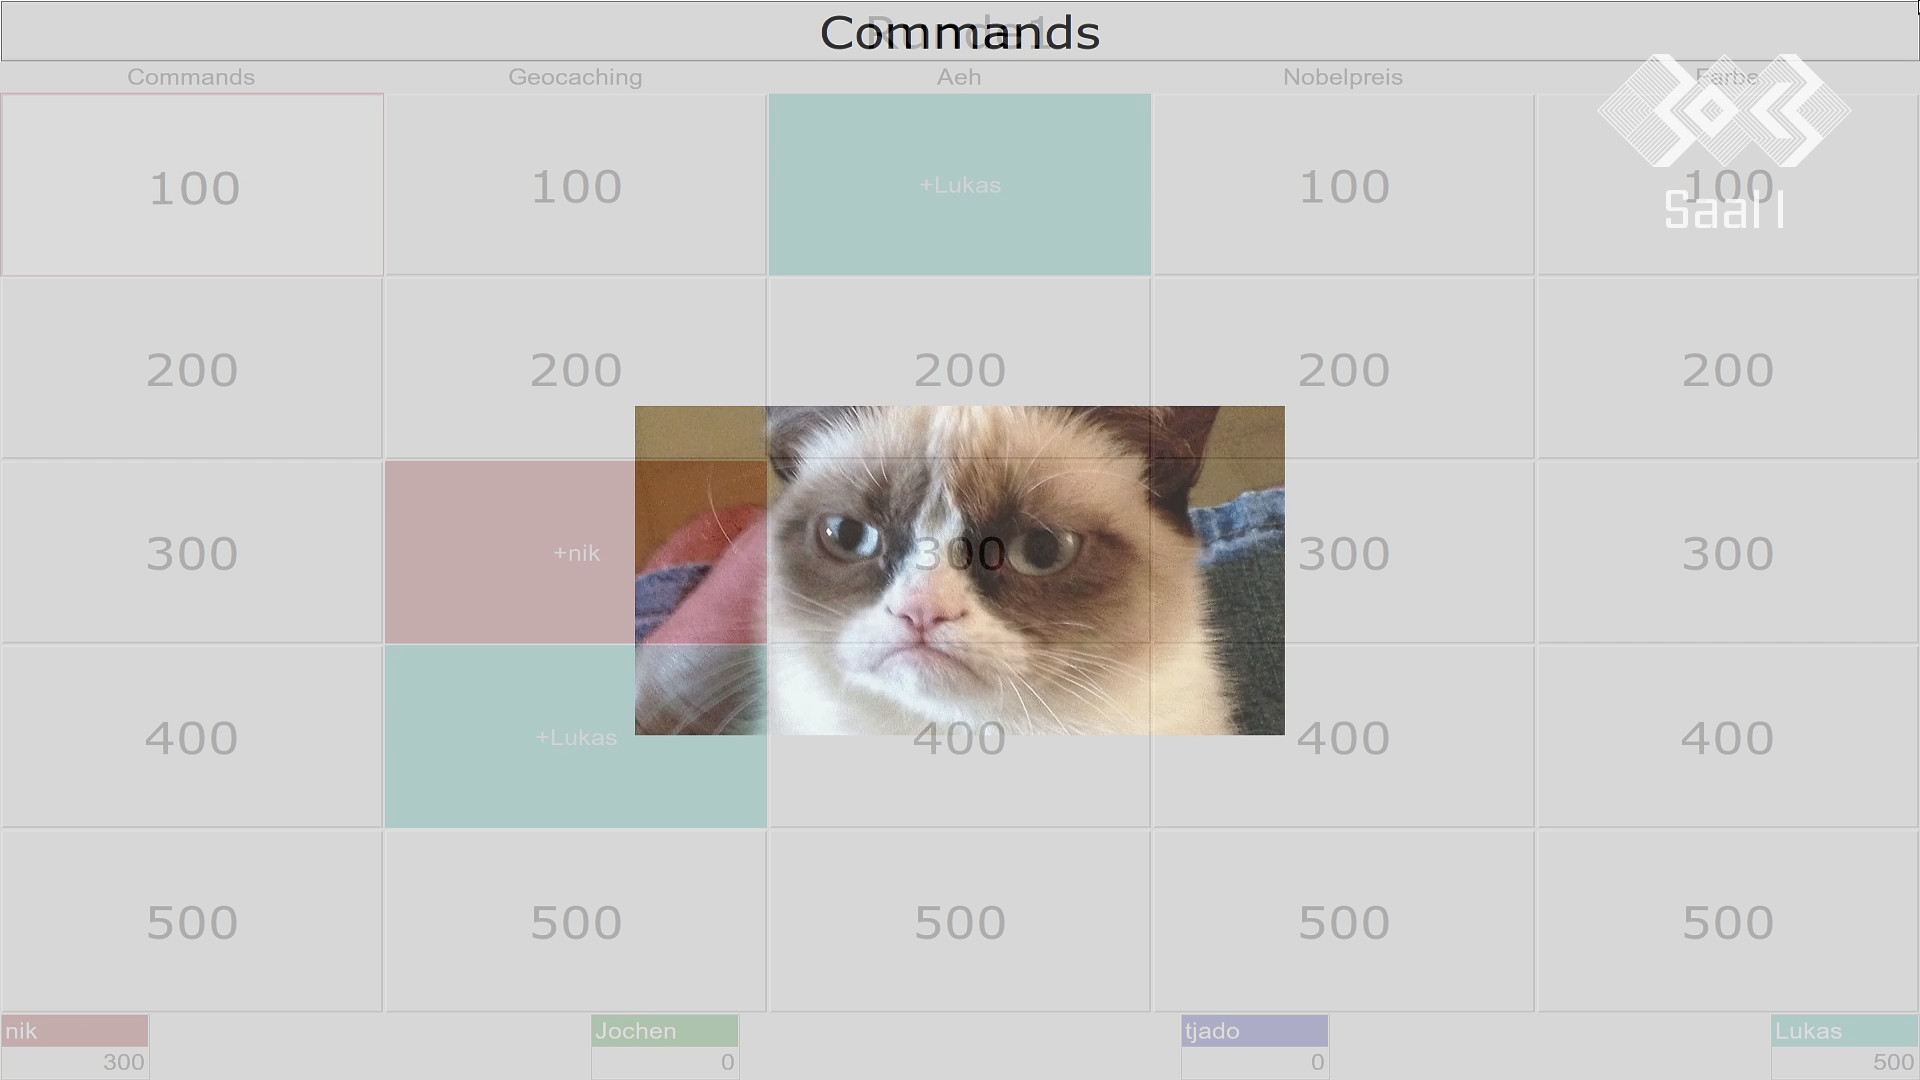 Commands
Runde1
Commands Geocaching Aeh Nobelpreis Farbe
100 100 +Lukas 100 100
Saal 1
200 200 200 200 200
300 +nik 300 300 300
400 +Lukas 400 400 400
500 500 500 500 500
nik Jochen tjado Lukas
300 0 0 500